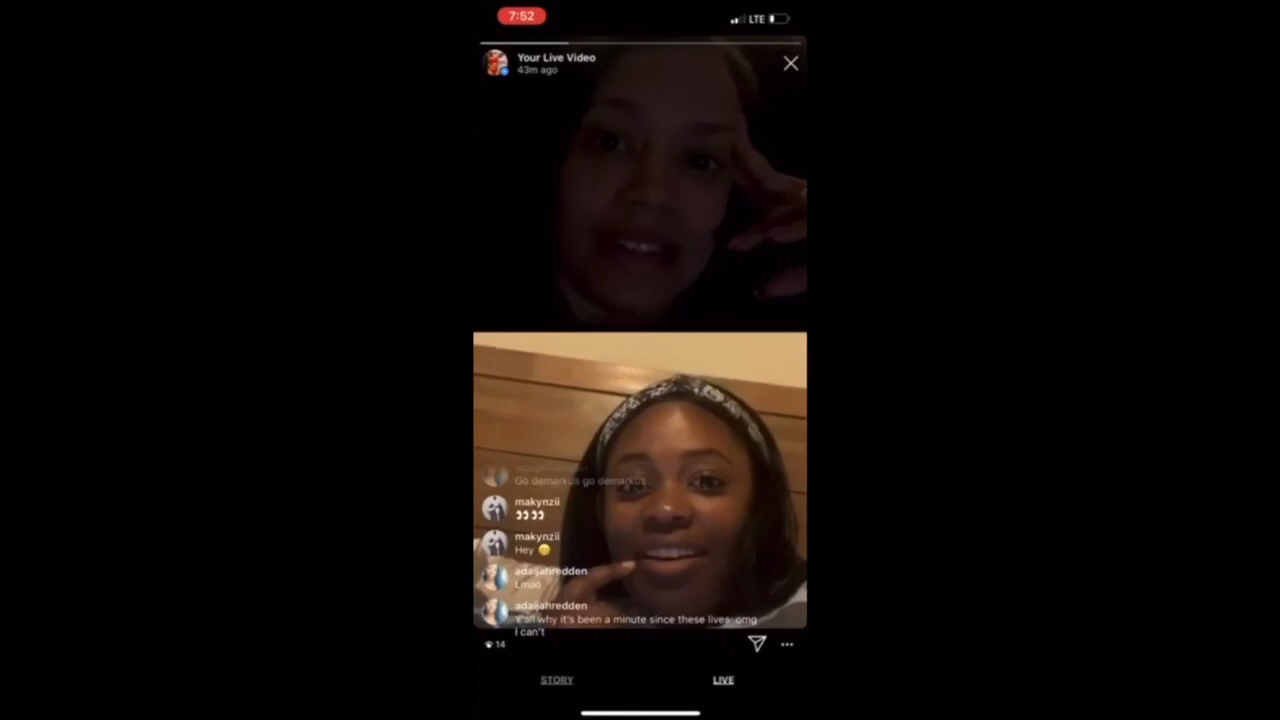 7:52
LTE
Your Live Video
43m ago
Go demarkus go demarkus
makynzii
👀👀
makynzii
Hey 😁
adaijahredden
Lmao
adaijahredden
Y'all why it's been a minute since these lives omg
I can't
14
STORY
LIVE